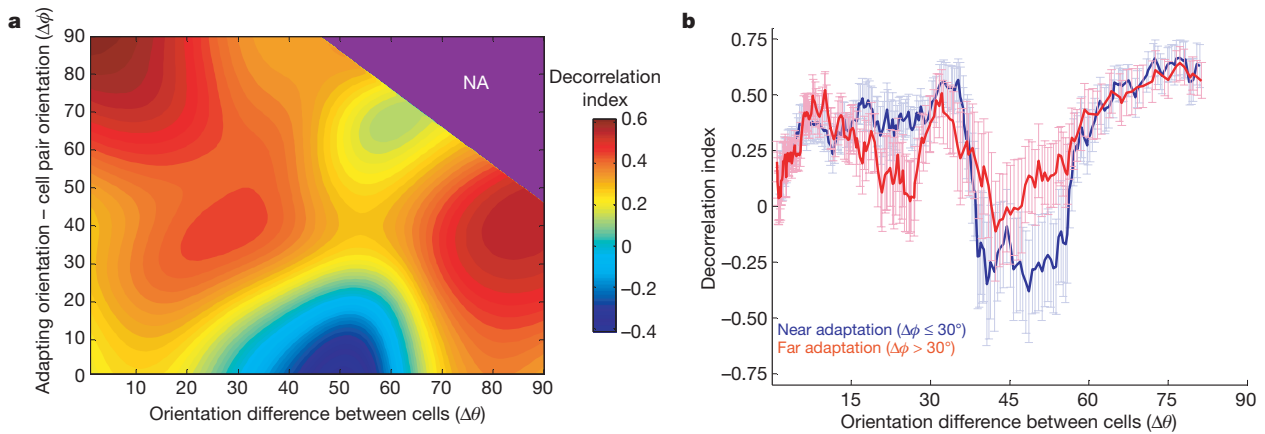 a
Adapting orientation – cell pair orientation (Δϕ)
90
80
70
60
50
40
30
20
10
0
10 20 30 40 50 60 70 80 90
Orientation difference between cells (Δθ)
NA
Decorrelation
index
0.6
0.4
0.2
0
−0.2
−0.4
b
Decorrelation index
0.75
0.50
0.25
0
−0.25
−0.50
−0.75
Near adaptation (Δϕ ≤ 30°)
Far adaptation (Δϕ > 30°)
15 30 45 60 75 90
Orientation difference between cells (Δθ)